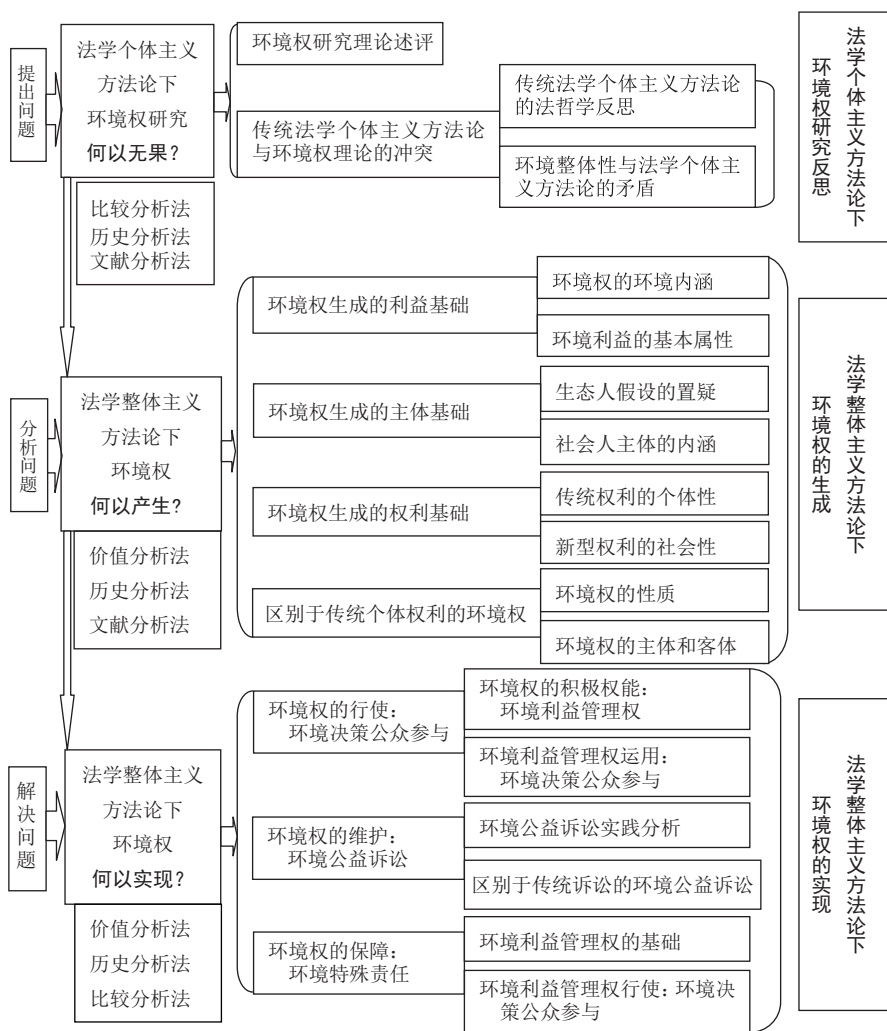 提出问题
法学个体主义
方法论下
环境权研究
何以无果？
环境权研究理论述评
传统法学个体主义方法论
与环境权理论的冲突
传统法学个体主义方法论
的法哲学反思
环境整体性与法学个体主
义方法论的矛盾
法学个体主义方法论下
环境权研究反思
比较分析法
历史分析法
文献分析法
分析问题
法学整体主义
方法论下
环境权
何以产生？
价值分析法
历史分析法
文献分析法
环境权生成的利益基础
环境权的环境内涵
环境利益的基本属性
环境权生成的主体基础
生态人假设的置疑
社会人主体的内涵
环境权生成的权利基础
传统权利的个体性
新型权利的社会性
区别于传统个体权利的环境权
环境权的性质
环境权的主体和客体
法学整体主义方法论下
环境权的生成
解决问题
法学整体主义
方法论下
环境权
何以实现？
价值分析法
历史分析法
比较分析法
环境权的行使：
环境决策公众参与
环境权的积极权能：
环境利益管理权
环境利益管理权运用：
环境决策公众参与
环境权的维护：
环境公益诉讼
环境公益诉讼实践分析
区别于传统诉讼的环境公益诉讼
环境权的保障：
环境特殊责任
环境利益管理权的基础
环境利益管理权行使：环境决
策公众参与
法学整体主义方法论下
环境权的实现